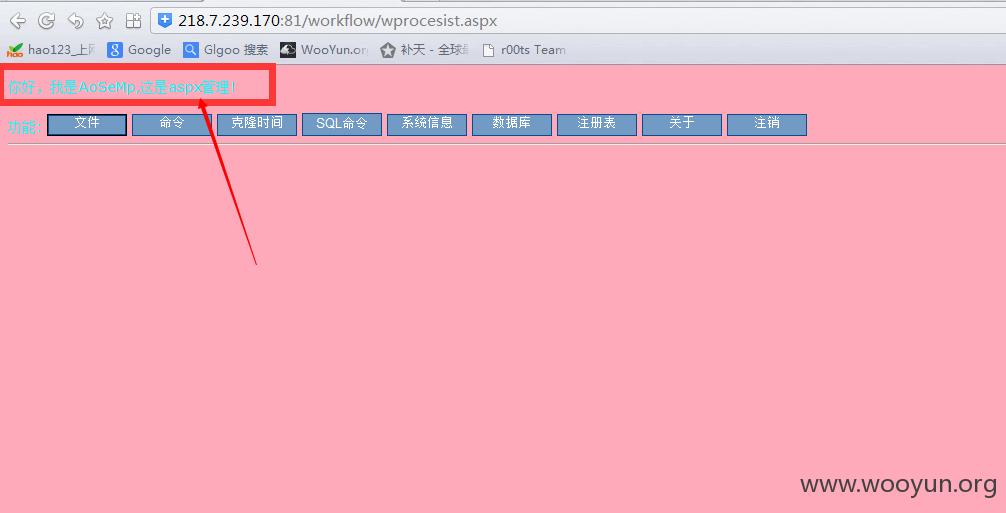 218.7.239.170:81/workflow/wprocesist.aspx
hao123_上网 Google Glgoo 搜索 WooYun.org 补天 - 全球 r00ts Team
你好，我是AoSeMp,这是aspx管理!
功能: 文件 命令 克隆时间 SQL命令 系统信息 数据库 注册表 关于 注销
www.wooyun.org